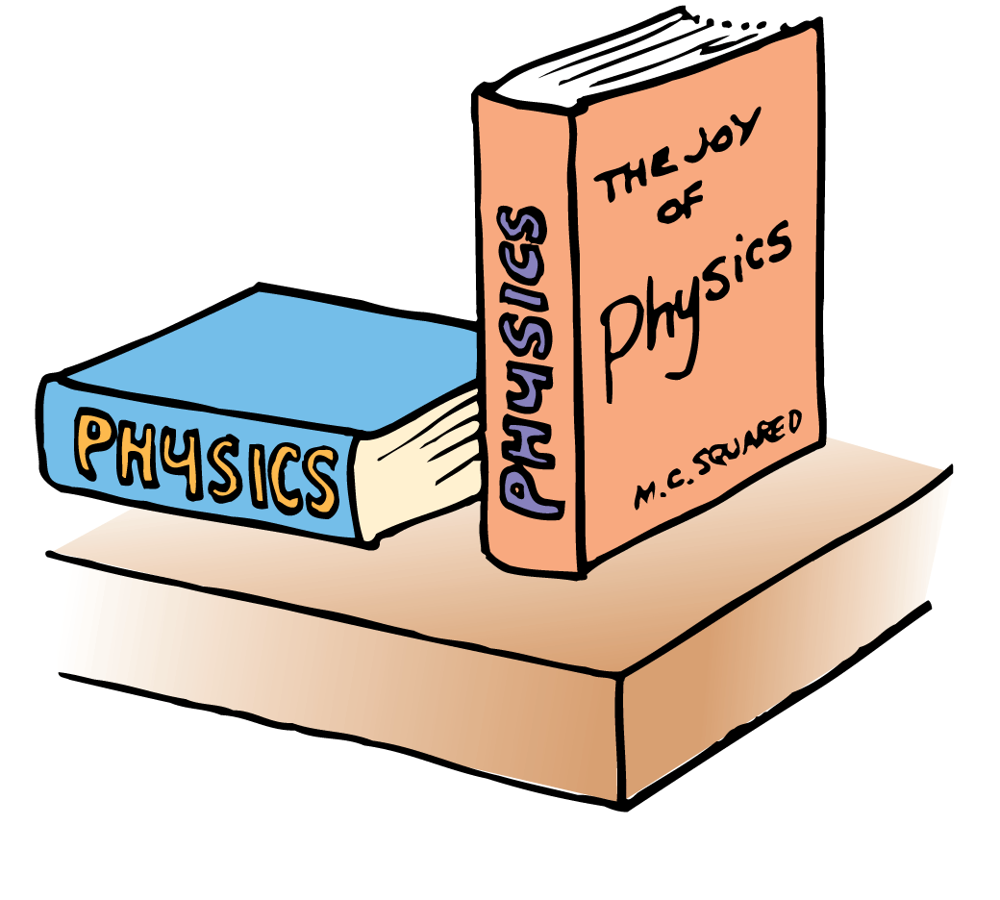 PHYSICS
PHYSICS
THE JOY
OF
Physics
M.C. SQUARED